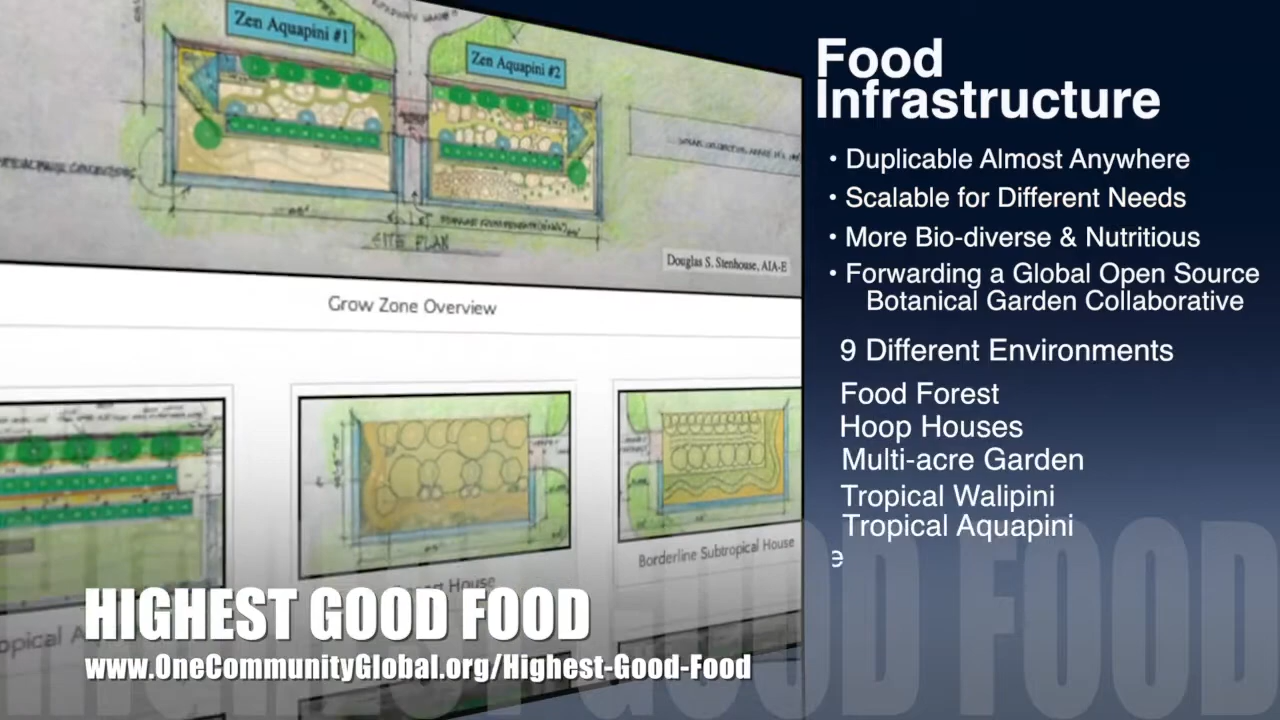 Zen Aquapini #1
Zen Aquapini #2
SITE PLAN
Douglas S. Stenhouse, AIA-E
Grow Zone Overview
Borderline Subtropical House
House
HIGHEST GOOD FOOD
www.OneCommunityGlobal.org/Highest-Good-Food
Food
Infrastructure
• Duplicable Almost Anywhere
• Scalable for Different Needs
• More Bio-diverse & Nutritious
• Forwarding a Global Open Source
Botanical Garden Collaborative
9 Different Environments
Food Forest
Hoop Houses
Multi-acre Garden
Tropical Walipini
Tropical Aquapini
e
GOOD FOOD